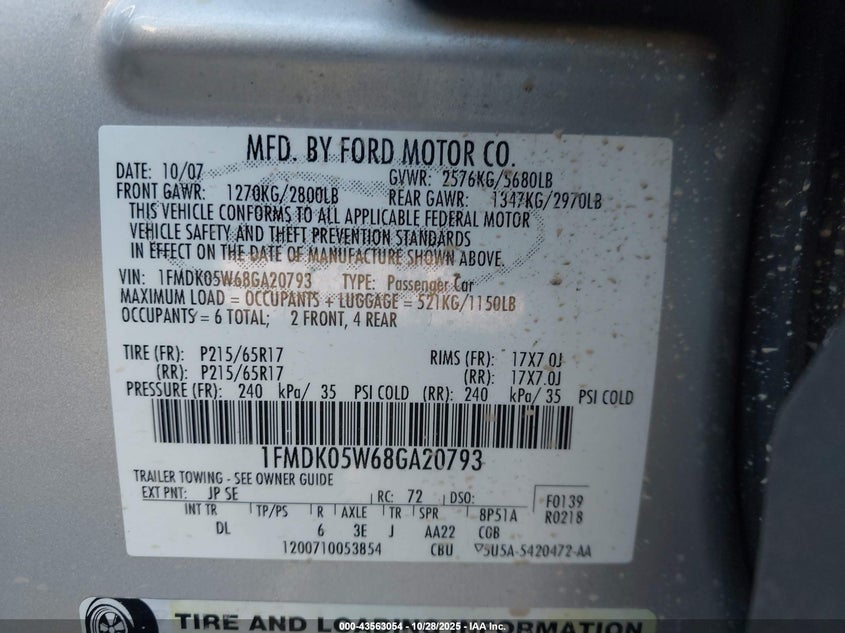 MFD. BY FORD MOTOR CO.
DATE: 10/07 GVWR: 2576KG/5680LB
FRONT GAWR: 1270KG/2800LB REAR GAWR: 1347KG/2970LB
THIS VEHICLE CONFORMS TO ALL APPLICABLE FEDERAL MOTOR
VEHICLE SAFETY AND THEFT PREVENTION STANDARDS
IN EFFECT ON THE DATE OF MANUFACTURE SHOWN ABOVE.
VIN: 1FMDK05W68GA20793 TYPE: Passenger Car
MAXIMUM LOAD = OCCUPANTS + LUGGAGE = 521KG/1150LB
OCCUPANTS = 6 TOTAL; 2 FRONT, 4 REAR
TIRE (FR): P215/65R17 RIMS (FR): 17X7.0J
(RR): P215/65R17 (RR): 17X7.0J
PRESSURE (FR): 240 kPa/ 35 PSI COLD (RR): 240 kPa/ 35 PSI COLD
1FMDK05W68GA20793
TRAILER TOWING - SEE OWNER GUIDE
EXT PNT: JP SE RC: 72 DSO: F0139
INT TR TP/PS R AXLE TR SPR 8P51A R0218
DL 6 3E J AA22 CGB
1200710053854 CBU 5U5A-5420472-AA
TIRE AND LOADING INFORMATION
000-43563054 - 10/28/2025 - IAA Inc.